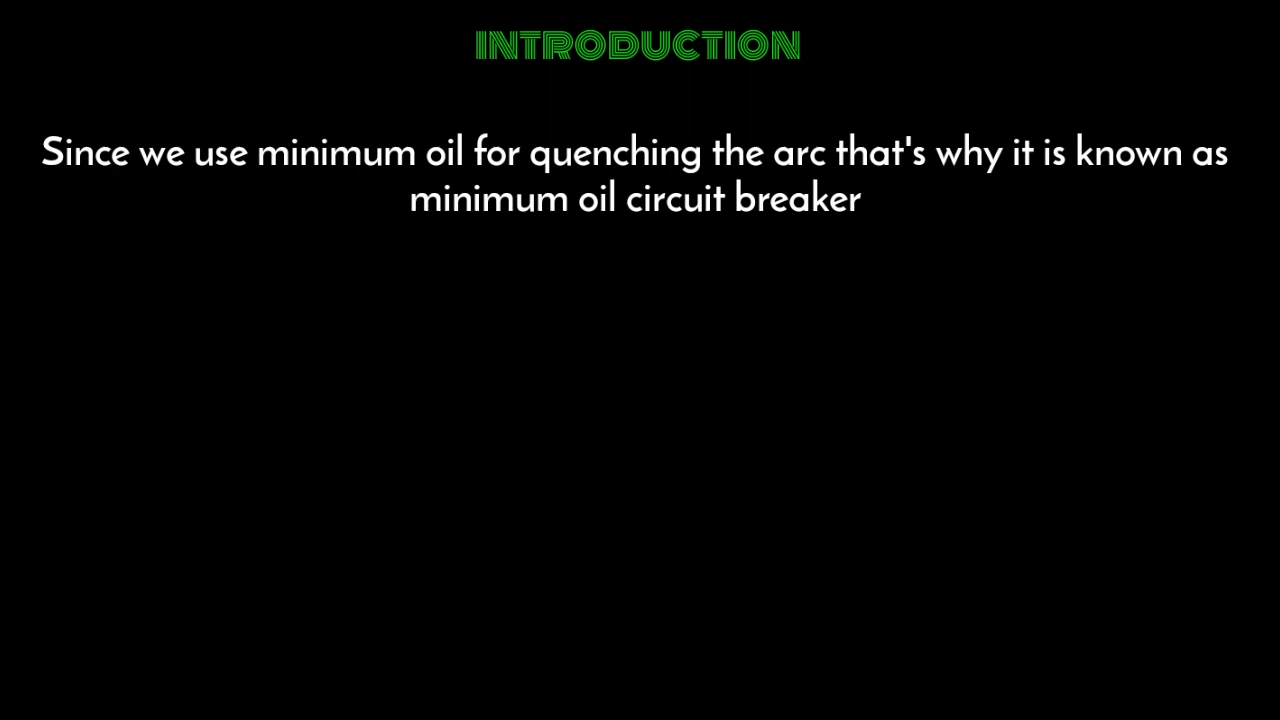 INTRODUCTION
Since we use minimum oil for quenching the arc that's why it is known as
minimum oil circuit breaker